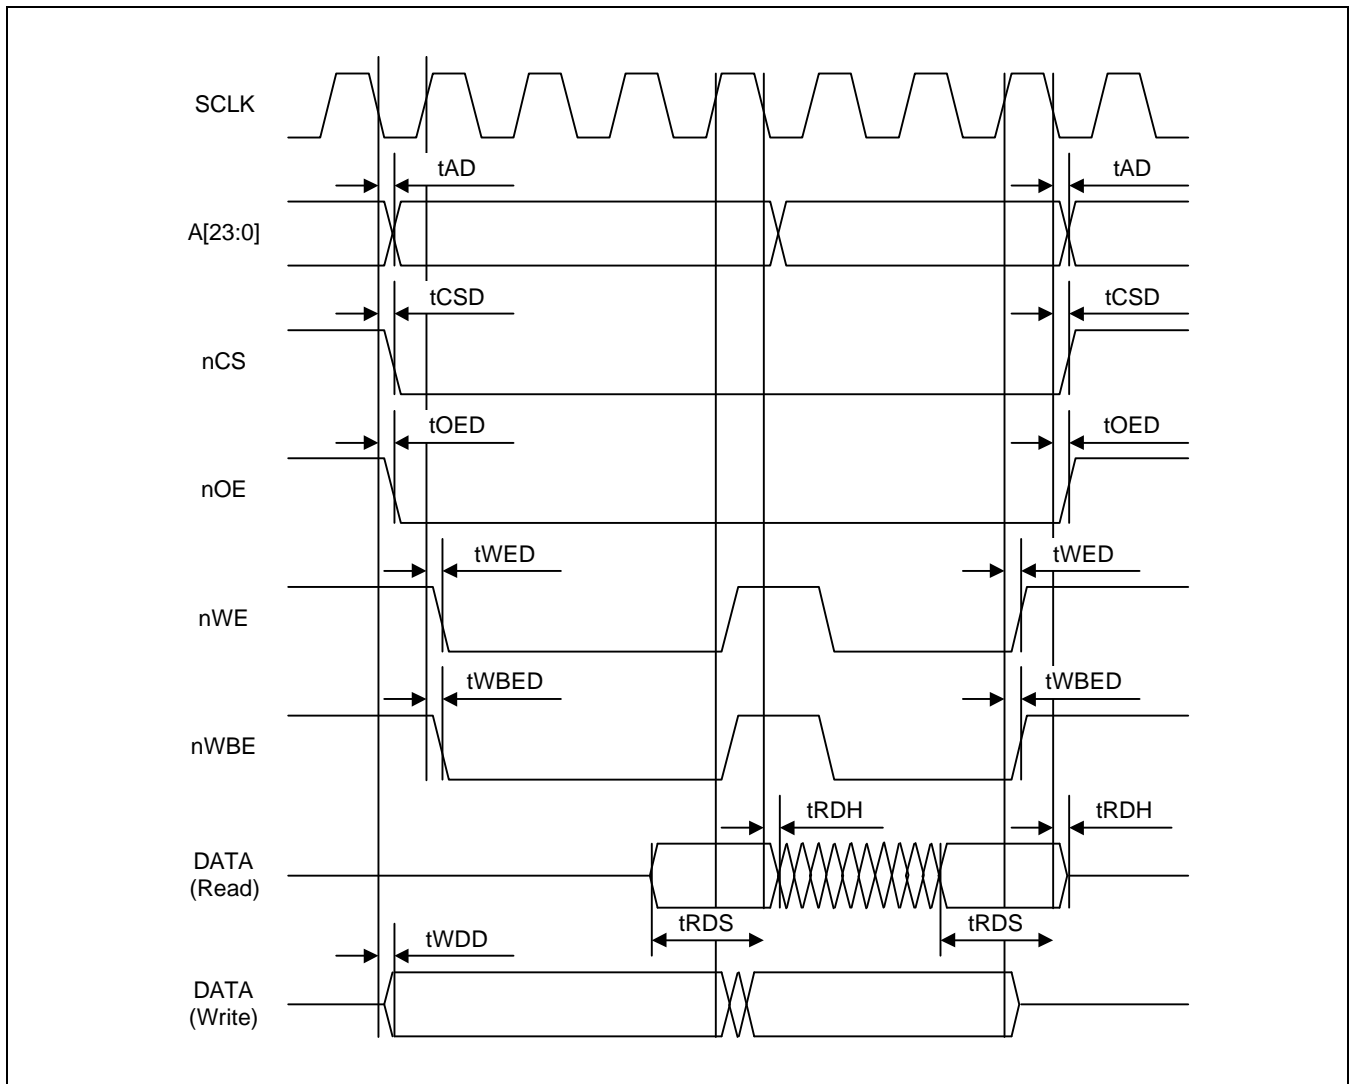 SCLK
tAD tAD
A[23:0]
tCSD tCSD
nCS
tOED tOED
nOE
tWED tWED
nWE
tWBED tWBED
nWBE
tRDH tRDH
DATA
(Read)
tRDS tRDS
tWDD
DATA
(Write)